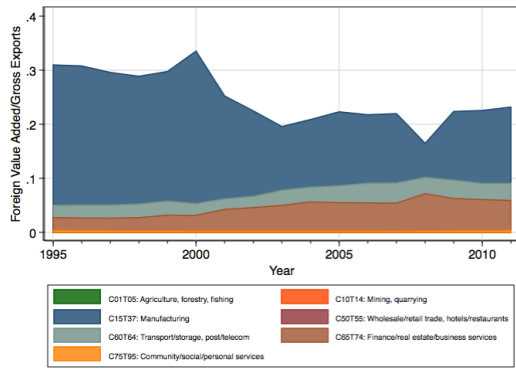 .4
.3
.2
.1
0
Foreign Value Added/Gross Exports
1995
2000
2005
2010
Year
C01T05: Agriculture, forestry, fishing
C10T14: Mining, quarrying
C15T37: Manufacturing
C50T55: Wholesale/retail trade, hotels/restaurants
C60T64: Transport/storage, post/telecom
C65T74: Finance/real estate/business services
C75T95: Community/social/personal services